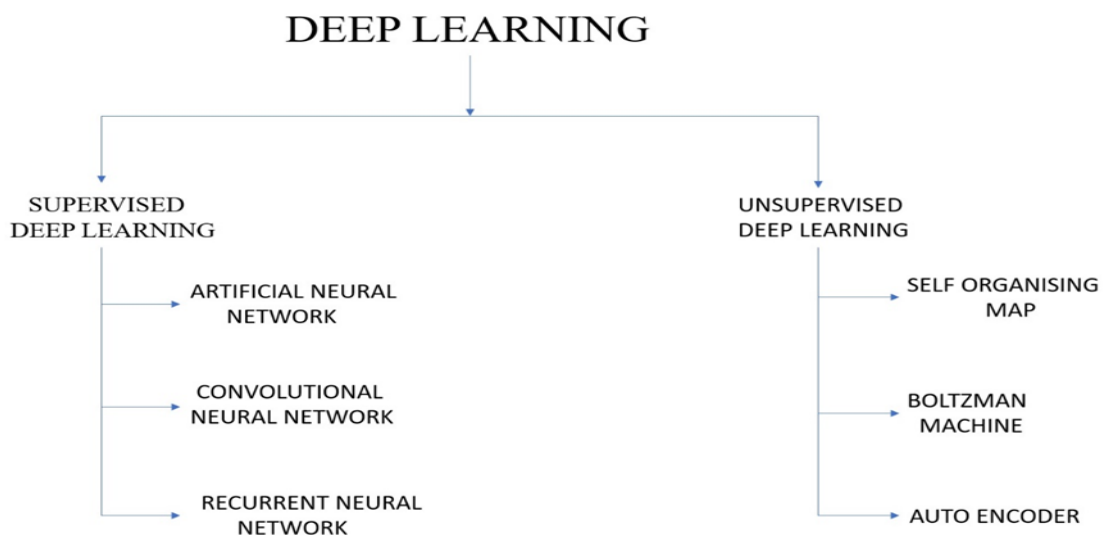 DEEP LEARNING
SUPERVISED
DEEP LEARNING
ARTIFICIAL NEURAL
NETWORK
CONVOLUTIONAL
NEURAL NETWORK
RECURRENT NEURAL
NETWORK
UNSUPERVISED
DEEP LEARNING
SELF ORGANISING
MAP
BOLTZMAN
MACHINE
AUTO ENCODER